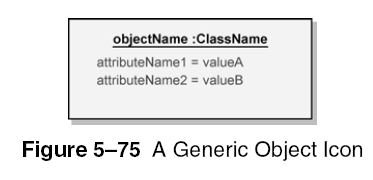 objectName :ClassName
attributeName1 = valueA
attributeName2 = valueB
Figure 5–75 A Generic Object Icon